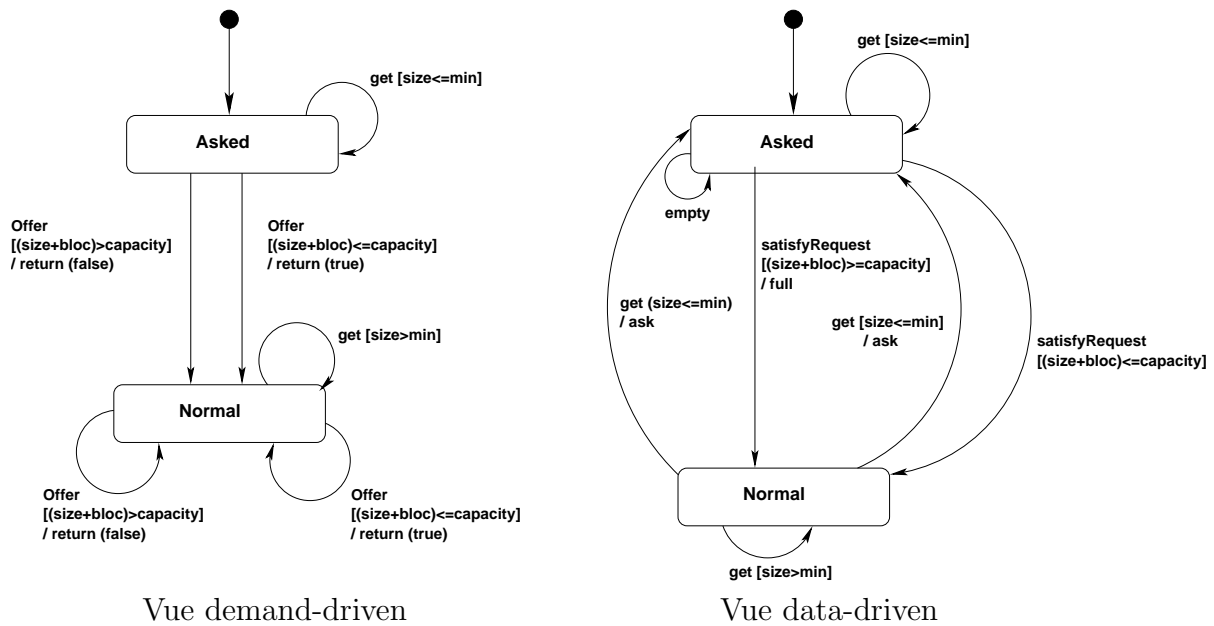 get [size<=min]
Asked
Offer
[(size+bloc)>capacity]
/ return (false)
Offer
[(size+bloc)<=capacity]
/ return (true)
get [size>min]
Normal
Offer
[(size+bloc)>capacity]
/ return (false)
Offer
[(size+bloc)<=capacity]
/ return (true)
Vue demand-driven
get [size<=min]
Asked
empty
satisfyRequest
[(size+bloc)>=capacity]
/ full
get (size<=min)
/ ask
get [size<=min]
/ ask
satisfyRequest
[(size+bloc)<=capacity]
Normal
get [size>min]
Vue data-driven